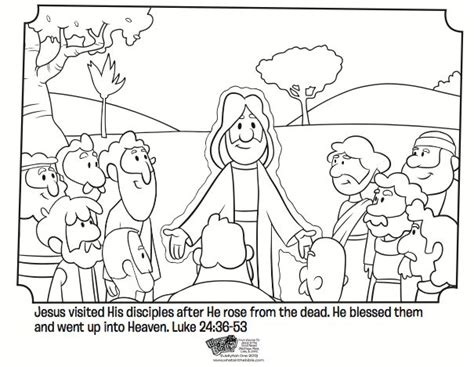 Jesus visited His disciples after He rose from the dead. He blessed them
and went up into Heaven. Luke 24:36-53